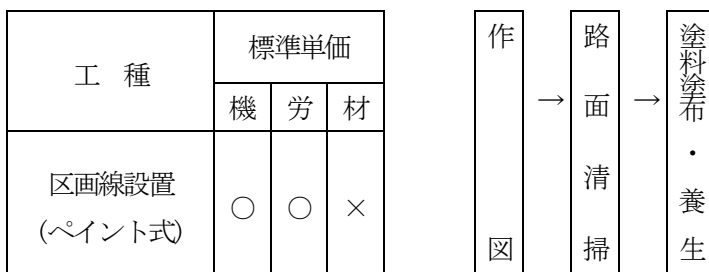 工 種
標準単価
機 労 材
区画線設置
(ペイント式)
○ ○ ×
作図
→
路面清掃
→
塗料塗布・養生